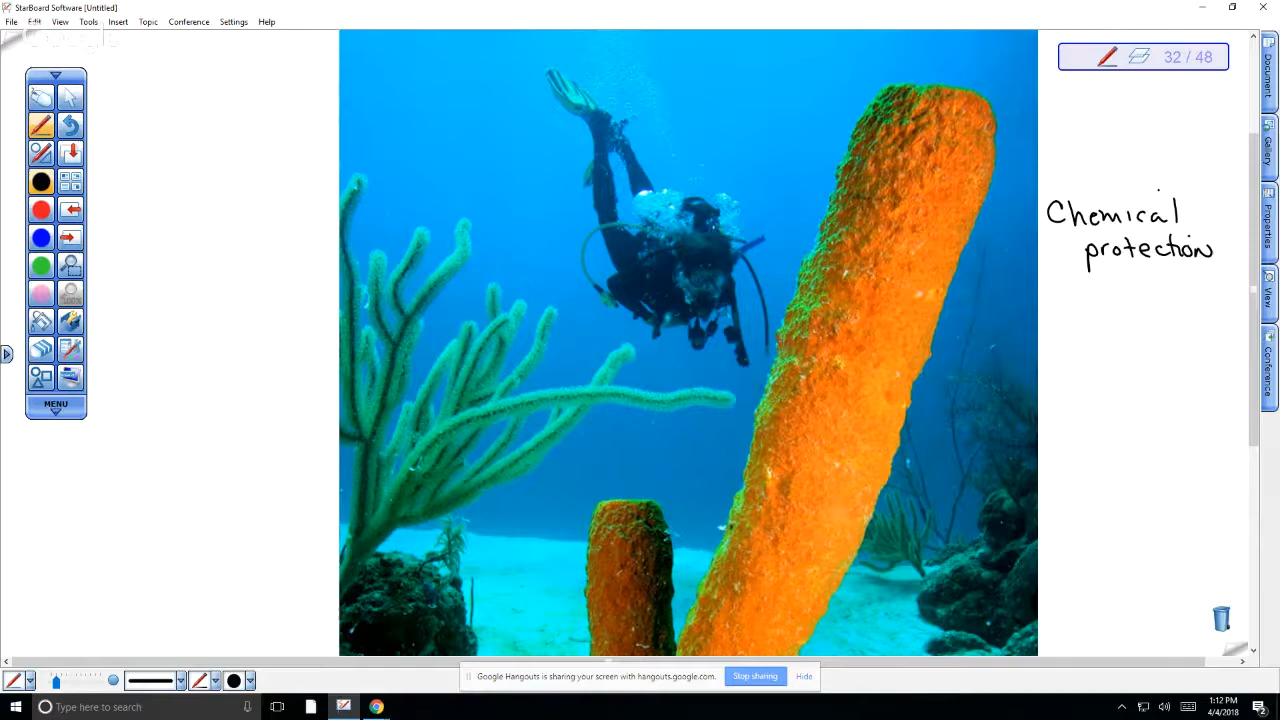 StarBoard Software [Untitled]
File Edit View Tools Insert Topic Conference Settings Help
32 / 48
Document
Gallery
Properties
View
Conference
Chemical
protection
100%
MENU
Google Hangouts is sharing your screen with hangouts.google.com.
Stop sharing
Hide
Type here to search
1:12 PM
4/4/2018
2